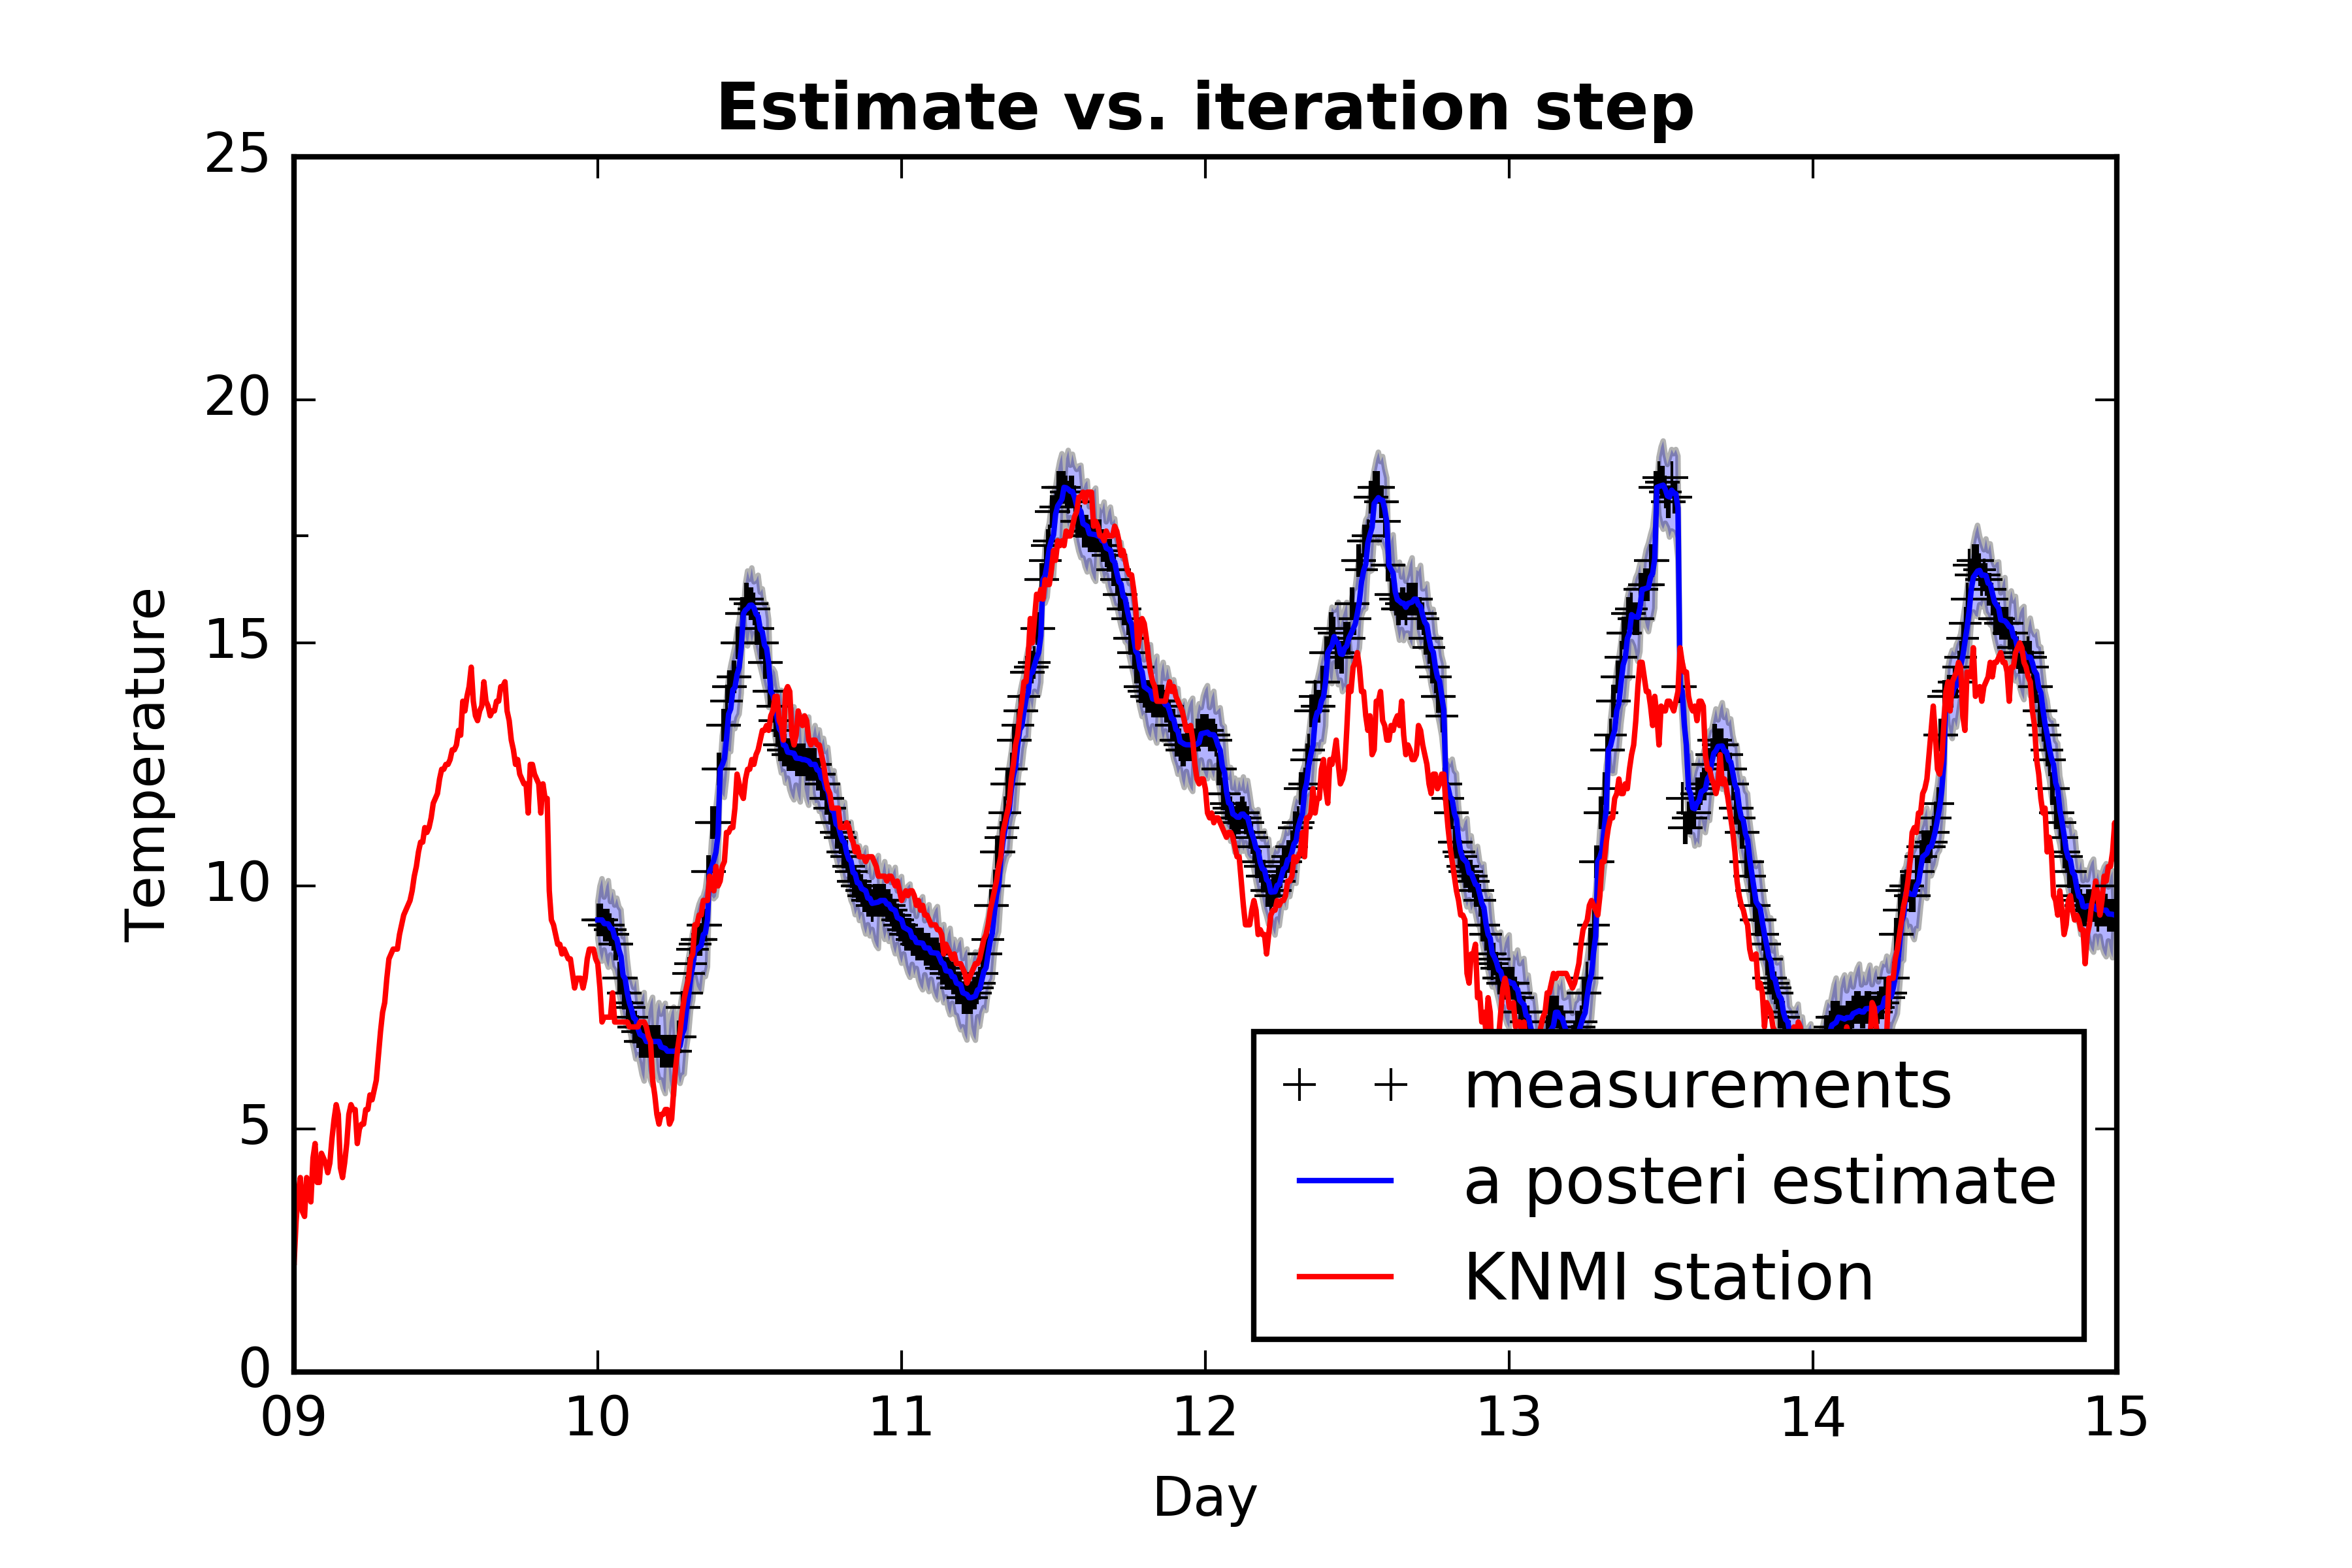 Estimate vs. iteration step
25
20
15
10
5
0
Temperature
measurements
a posteri estimate
KNMI station
09 10 11 12 13 14 15
Day